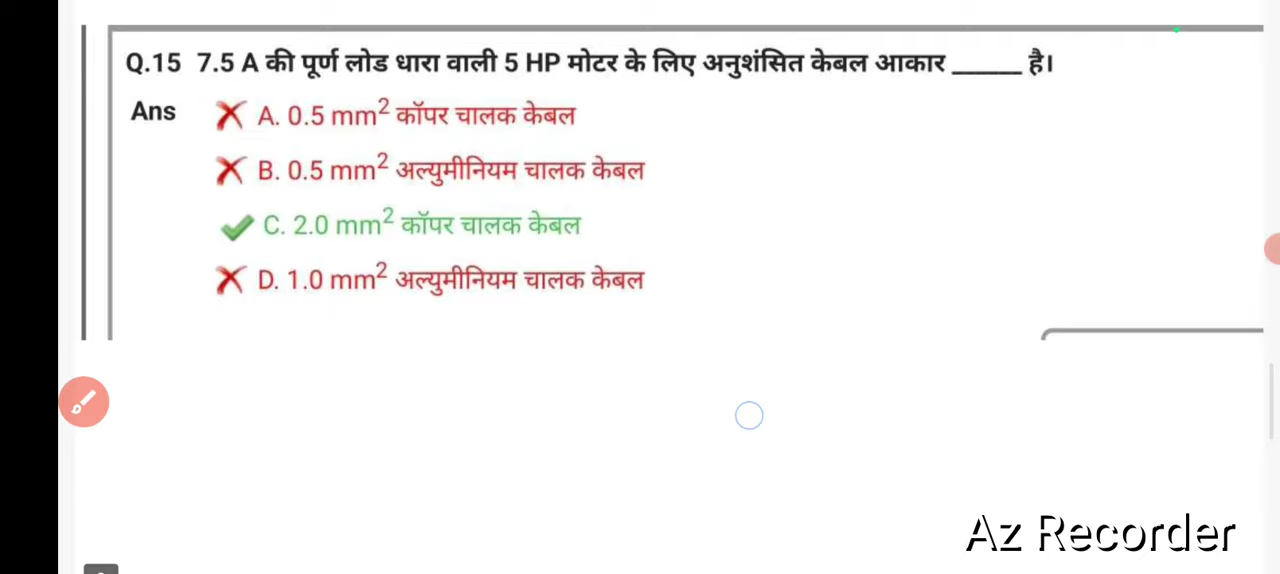 Q.15 7.5 A की पूर्ण लोड धारा वाली 5 HP मोटर के लिए अनुशंसित केबल आकार ______ है।
Ans A. 0.5 mm² कॉपर चालक केबल
B. 0.5 mm² अल्युमीनियम चालक केबल
C. 2.0 mm² कॉपर चालक केबल
D. 1.0 mm² अल्युमीनियम चालक केबल
Az Recorder